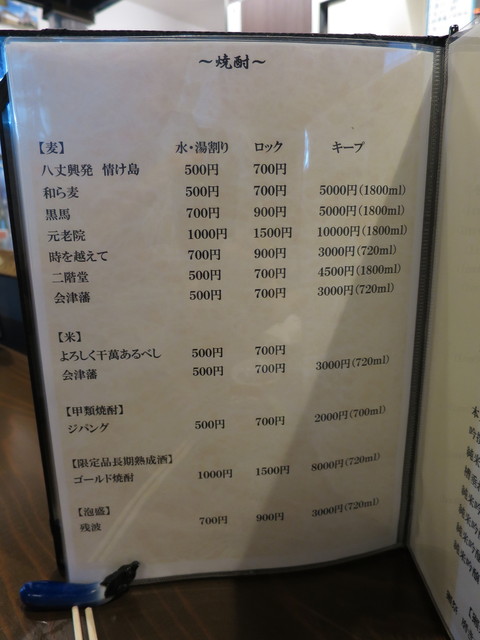 ～焼酎～
【麦】 水・湯割り ロック キープ
八丈興発 情け島 500円 700円
和ら麦 500円 700円 5000円(1800ml)
黒馬 700円 900円 5000円(1800ml)
元老院 1000円 1500円 10000円(1800ml)
時を越えて 700円 900円 3000円(720ml)
二階堂 500円 700円 4500円(1800ml)
会津藩 500円 700円 3000円(720ml)
【米】
よろしく千萬あるべし 500円 700円
会津藩 500円 700円 3000円(720ml)
【甲類焼酎】
ジパング 500円 700円 2000円(700ml)
【限定品長期熟成酒】
ゴールド焼酎 1000円 1500円 8000円(720ml)
【泡盛】
残波 700円 900円 3000円(720ml)